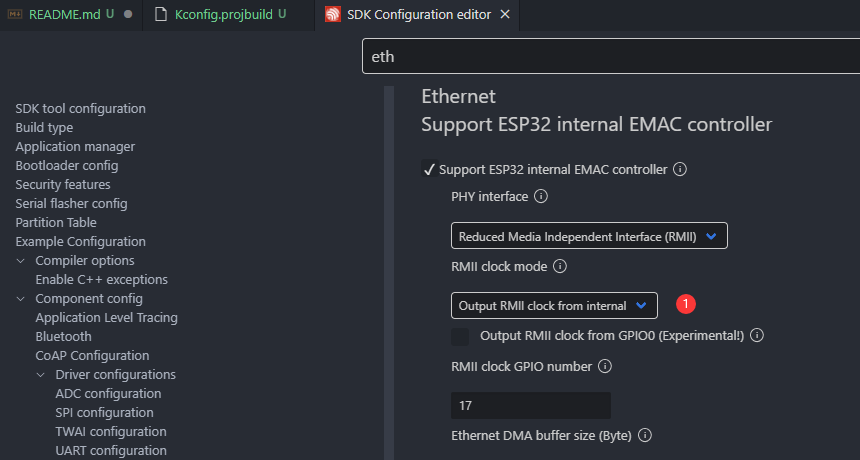 README.md U
Kconfig.projbuild U
SDK Configuration editor
eth
SDK tool configuration
Build type
Application manager
Bootloader config
Security features
Serial flasher config
Partition Table
Example Configuration
Compiler options
Enable C++ exceptions
Component config
Application Level Tracing
Bluetooth
CoAP Configuration
Driver configurations
ADC configuration
SPI configuration
TWAI configuration
UART configuration
Ethernet
Support ESP32 internal EMAC controller
Support ESP32 internal EMAC controller
PHY interface
Reduced Media Independent Interface (RMII)
RMII clock mode
Output RMII clock from internal
1
Output RMII clock from GPIO0 (Experimental!)
RMII clock GPIO number
17
Ethernet DMA buffer size (Byte)